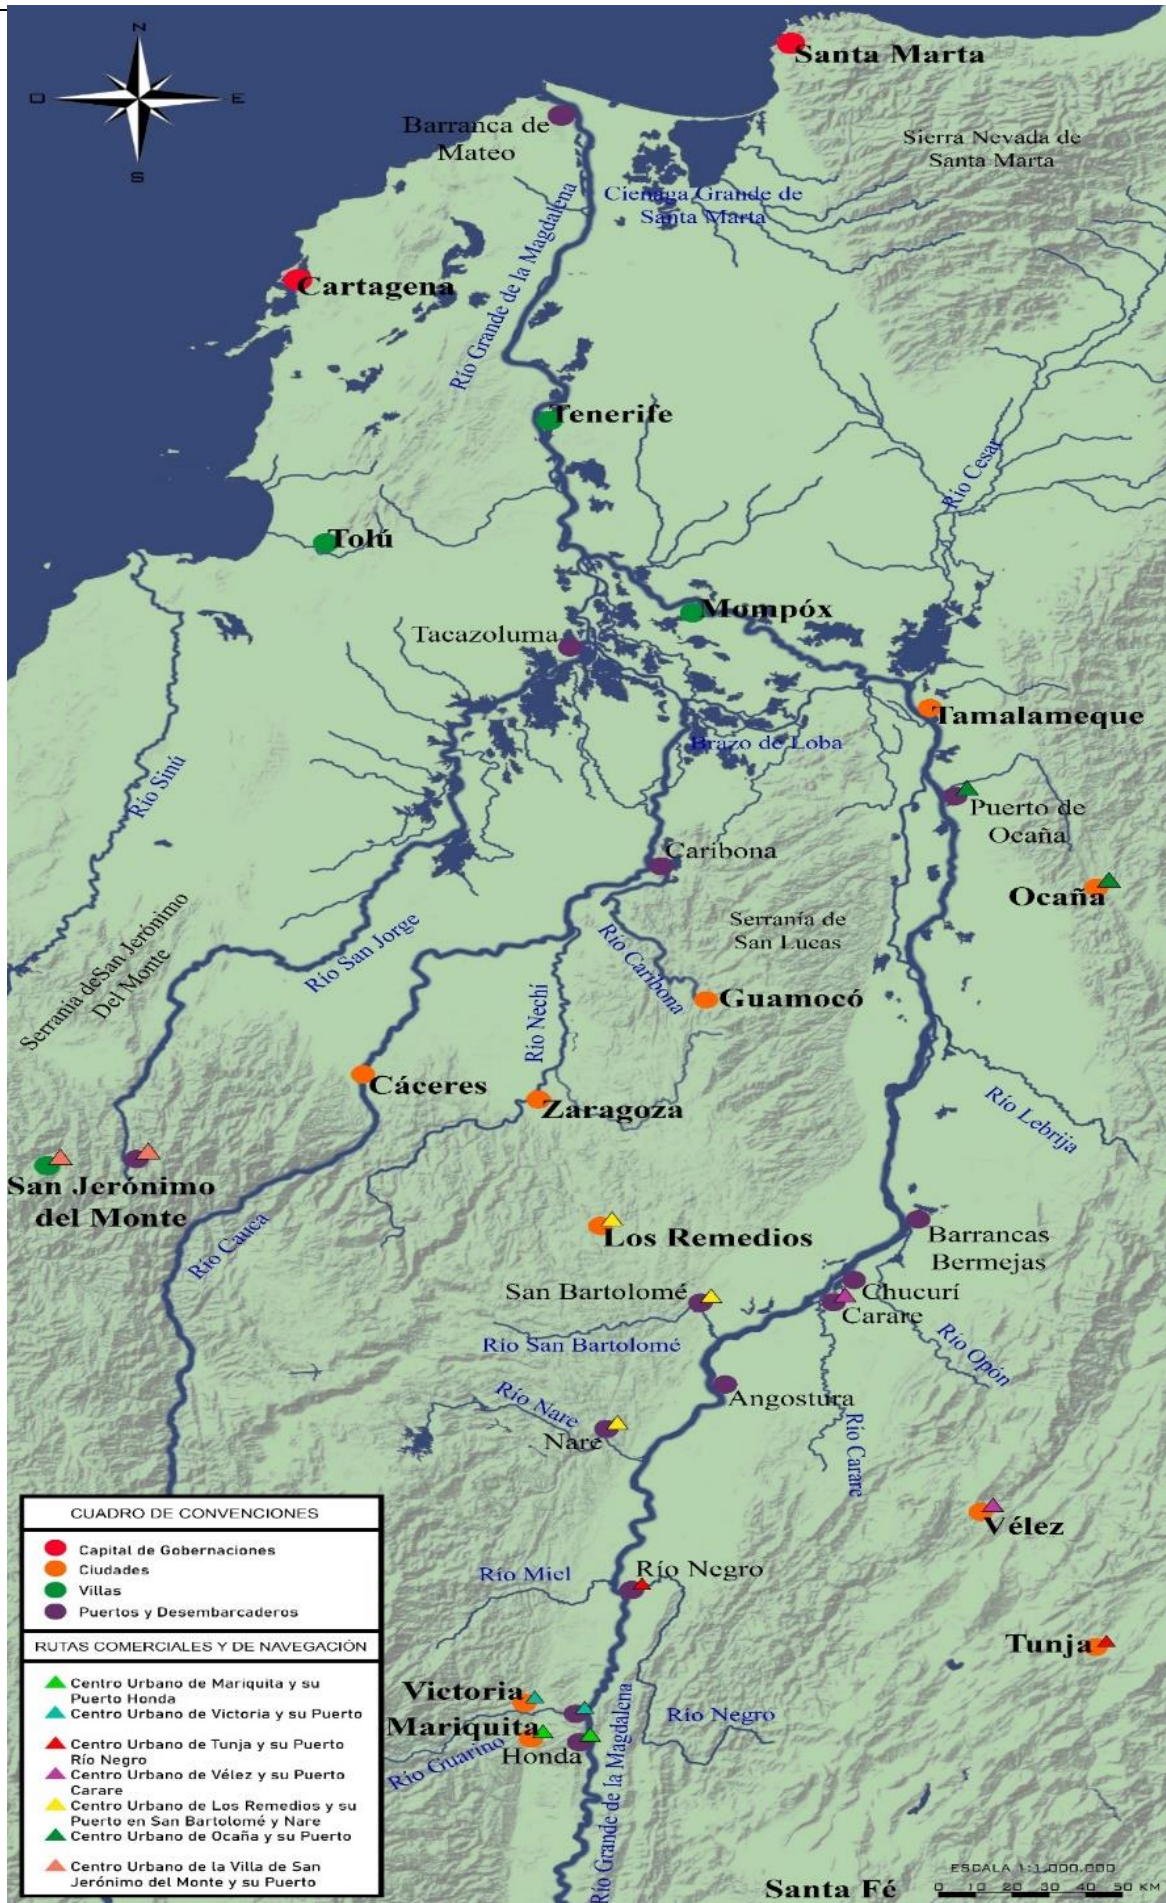 N
O
E
S
Santa Marta
Barranca de
Mateo
Sierra Nevada de
Santa Marta
Cienaga Grande de
Santa Marta
Río Grande de la Magdalena
Cartagena
Tenerife
Río Cesar
Tolú
Mompóx
Tacazoluma
Tamalameque
Brazo de Loba
Río Sinú
Puerto de
Ocaña
Caribona
Ocaña
Serranía de
San Lucas
Serranía deSan Jerónimo
Del Monte
Río San Jorge
Río Caribona
Guamocó
Río Nechí
Cáceres
Zaragoza
Río Lebrija
San Jerónimo
del Monte
Río Cauca
Los Remedios
Barrancas
Bermejas
San Bartolomé
Chucurí
Carare
Río San Bartolomé
Río Opón
Angostura
Río Nare
Nare
Río Carare
Vélez
Río Miel
Río Negro
Tunja
Victoria
Mariquita
Río Negro
Honda
Río Guarino
Río Grande de la Magdalena
Santa Fé
CUADRO DE CONVENCIONES
Capital de Gobernaciones
Ciudades
Villas
Puertos y Desembarcaderos
RUTAS COMERCIALES Y DE NAVEGACIÓN
Centro Urbano de Mariquita y su
Puerto Honda
Centro Urbano de Victoria y su Puerto
Centro Urbano de Tunja y su Puerto
Río Negro
Centro Urbano de Vélez y su Puerto
Carare
Centro Urbano de Los Remedios y su
Puerto en San Bartolomé y Nare
Centro Urbano de Ocaña y su Puerto
Centro Urbano de la Villa de San
Jerónimo del Monte y su Puerto
ESCALA 1:1.000.000
0 10 20 30 40 50 KM